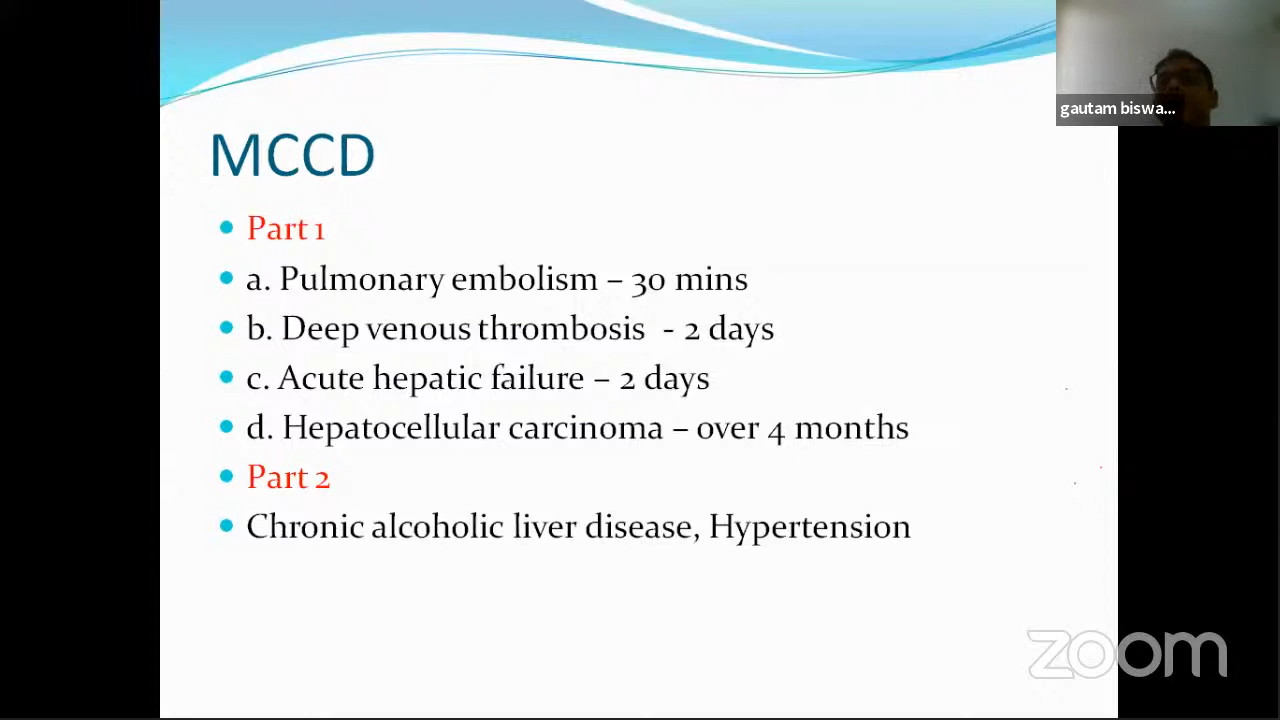 gautam biswa...
MCCD
Part 1
a. Pulmonary embolism – 30 mins
b. Deep venous thrombosis - 2 days
c. Acute hepatic failure – 2 days
d. Hepatocellular carcinoma – over 4 months
Part 2
Chronic alcoholic liver disease, Hypertension
zoom